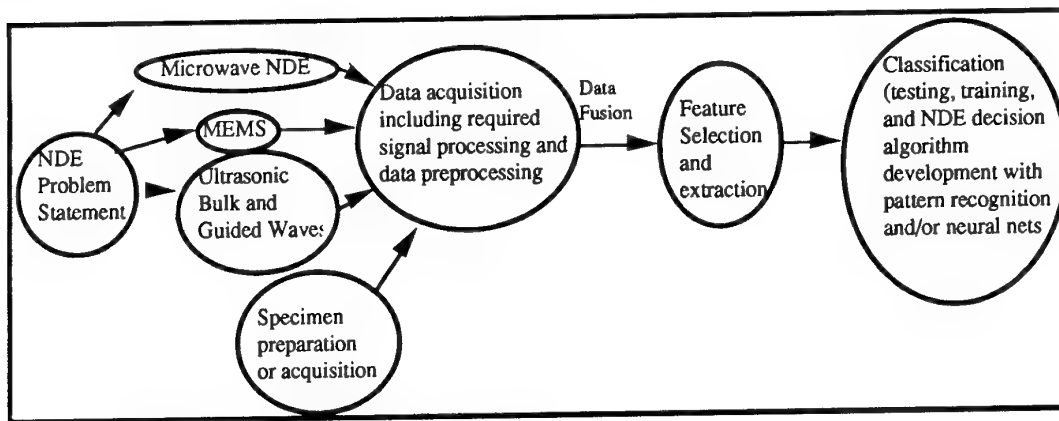 NDE
Problem
Statement
Microwave NDE
MEMS
Ultrasonic
Bulk and
Guided Waves
Specimen
preparation
or acquisition
Data acquisition
including required
signal processing and
data preprocessing
Data
Fusion
Feature
Selection
and
extraction
Classification
(testing, training,
and NDE decision
algorithm
development with
pattern recognition
and/or neural nets